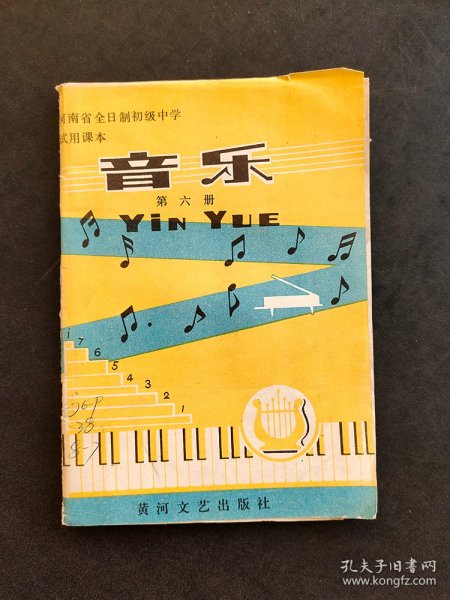 河南省全日制初级中学
试用课本
音乐
第六册
YiN YUE
1
7
6
5
4
3
2
1
黄河文艺出版社
孔夫子旧书网
www.kongfz.com